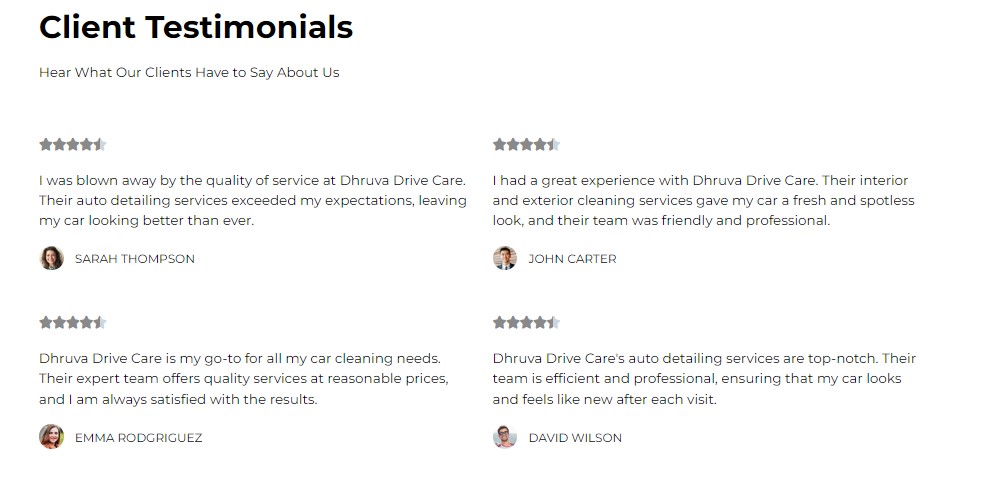 Client Testimonials
Hear What Our Clients Have to Say About Us
I was blown away by the quality of service at Dhruva Drive Care.
Their auto detailing services exceeded my expectations, leaving
my car looking better than ever.
SARAH THOMPSON
I had a great experience with Dhruva Drive Care. Their interior
and exterior cleaning services gave my car a fresh and spotless
look, and their team was friendly and professional.
JOHN CARTER
Dhruva Drive Care is my go-to for all my car cleaning needs.
Their expert team offers quality services at reasonable prices,
and I am always satisfied with the results.
EMMA RODGRIGUEZ
Dhruva Drive Care's auto detailing services are top-notch. Their
team is efficient and professional, ensuring that my car looks
and feels like new after each visit.
DAVID WILSON